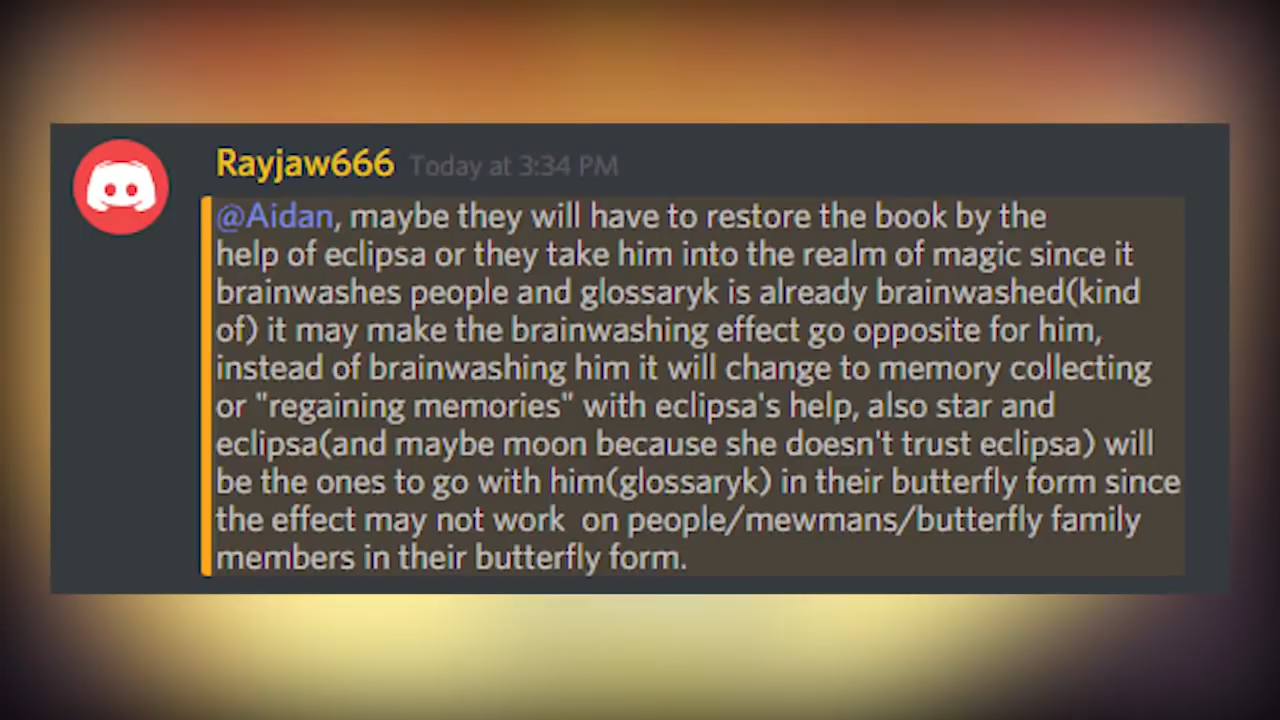 Rayjaw666 Today at 3:34 PM
@Aidan, maybe they will have to restore the book by the
help of eclipsa or they take him into the realm of magic since it
brainwashes people and glossaryk is already brainwashed(kind
of) it may make the brainwashing effect go opposite for him,
instead of brainwashing him it will change to memory collecting
or "regaining memories" with eclipsa's help, also star and
eclipsa(and maybe moon because she doesn't trust eclipsa) will
be the ones to go with him(glossaryk) in their butterfly form since
the effect may not work  on people/mewmans/butterfly family
members in their butterfly form.